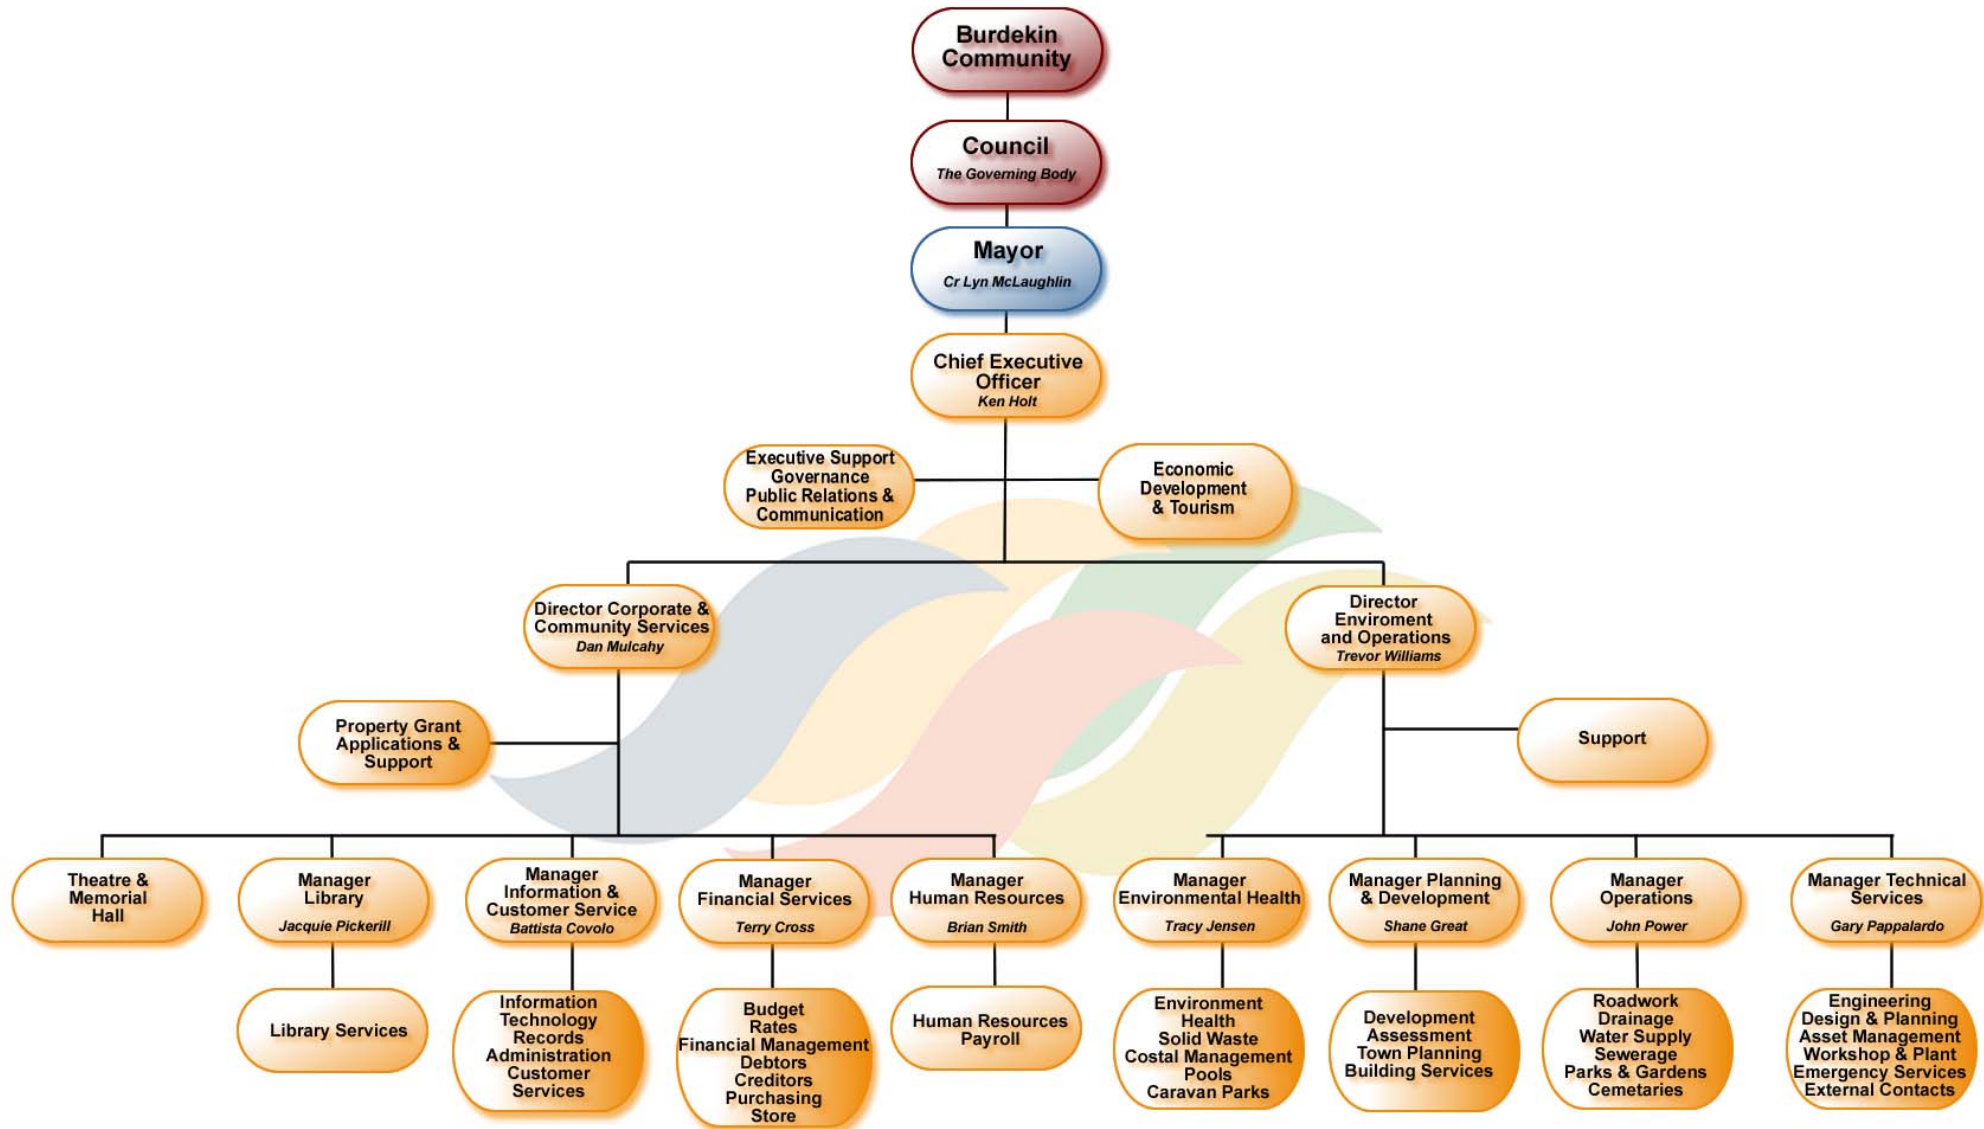 Burdekin
Community
Council
The Governing Body
Mayor
Cr Lyn McLaughlin
Chief Executive
Officer
Ken Holt
Executive Support
Governance
Public Relations &
Communication
Economic
Development
& Tourism
Director Corporate &
Community Services
Dan Mulcahy
Director
Enviroment
and Operations
Trevor Williams
Property Grant
Applications &
Support
Support
Theatre &
Memorial
Hall
Manager
Library
Jacquie Pickerill
Manager
Information &
Customer Service
Battista Covolo
Manager
Financial Services
Terry Cross
Manager
Human Resources
Brian Smith
Manager
Environmental Health
Tracy Jensen
Manager Planning
& Development
Shane Great
Manager
Operations
John Power
Manager Technical
Services
Gary Pappalardo
Library Services
Information
Technology
Records
Administration
Customer
Services
Budget
Rates
Financial Management
Debtors
Creditors
Purchasing
Store
Human Resources
Payroll
Environment
Health
Solid Waste
Costal Management
Pools
Caravan Parks
Development
Assessment
Town Planning
Building Services
Roadwork
Drainage
Water Supply
Sewerage
Parks & Gardens
Cemetaries
Engineering
Design & Planning
Asset Management
Workshop & Plant
Emergency Services
External Contacts